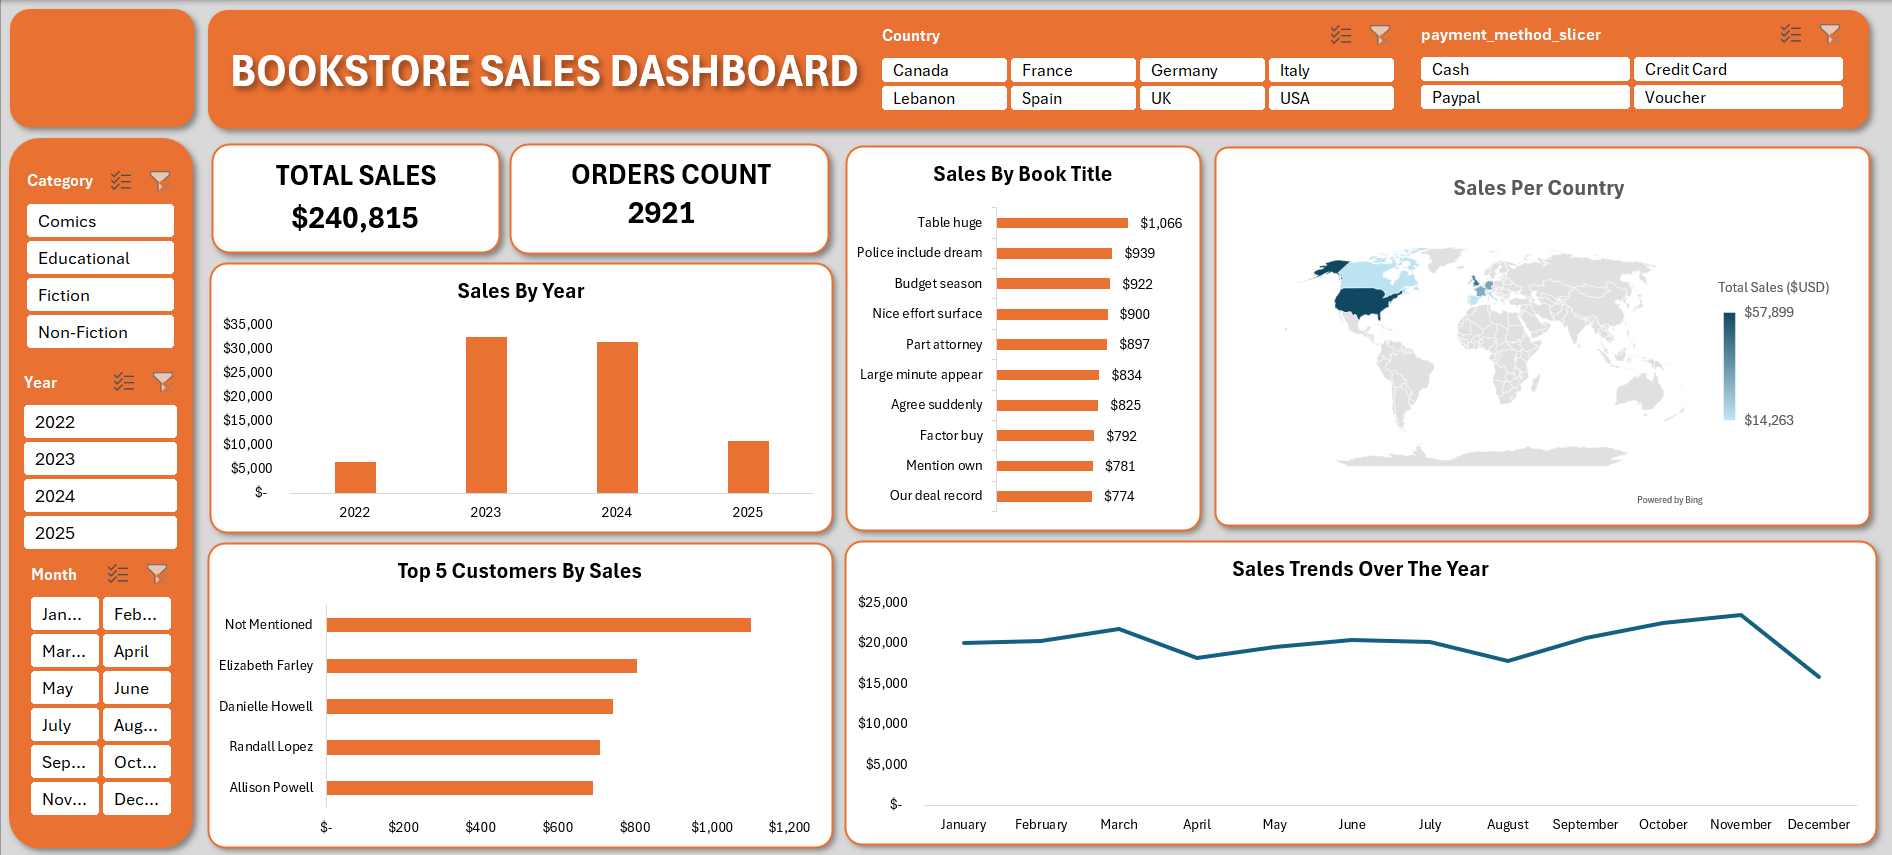 BOOKSTORE SALES DASHBOARD
Country
Canada
France
Germany
Italy
Lebanon
Spain
UK
USA
payment_method_slicer
Cash
Credit Card
Paypal
Voucher
Category
Comics
Educational
Fiction
Non-Fiction
Year
2022
2023
2024
2025
Month
Jan...
Feb...
Mar...
April
May
June
July
Aug...
Sep...
Oct...
Nov...
Dec...
TOTAL SALES
$240,815
ORDERS COUNT
2921
Sales By Year
$35,000
$30,000
$25,000
$20,000
$15,000
$10,000
$5,000
$-
2022
2023
2024
2025
Sales By Book Title
Table huge $1,066
Police include dream $939
Budget season $922
Nice effort surface $900
Part attorney $897
Large minute appear $834
Agree suddenly $825
Factor buy $792
Mention own $781
Our deal record $774
Sales Per Country
Total Sales ($USD)
$57,899
$14,263
Powered by Bing
Top 5 Customers By Sales
Not Mentioned
Elizabeth Farley
Danielle Howell
Randall Lopez
Allison Powell
$- $200 $400 $600 $800 $1,000 $1,200
Sales Trends Over The Year
$25,000
$20,000
$15,000
$10,000
$5,000
$-
January February March April May June July August September October November December